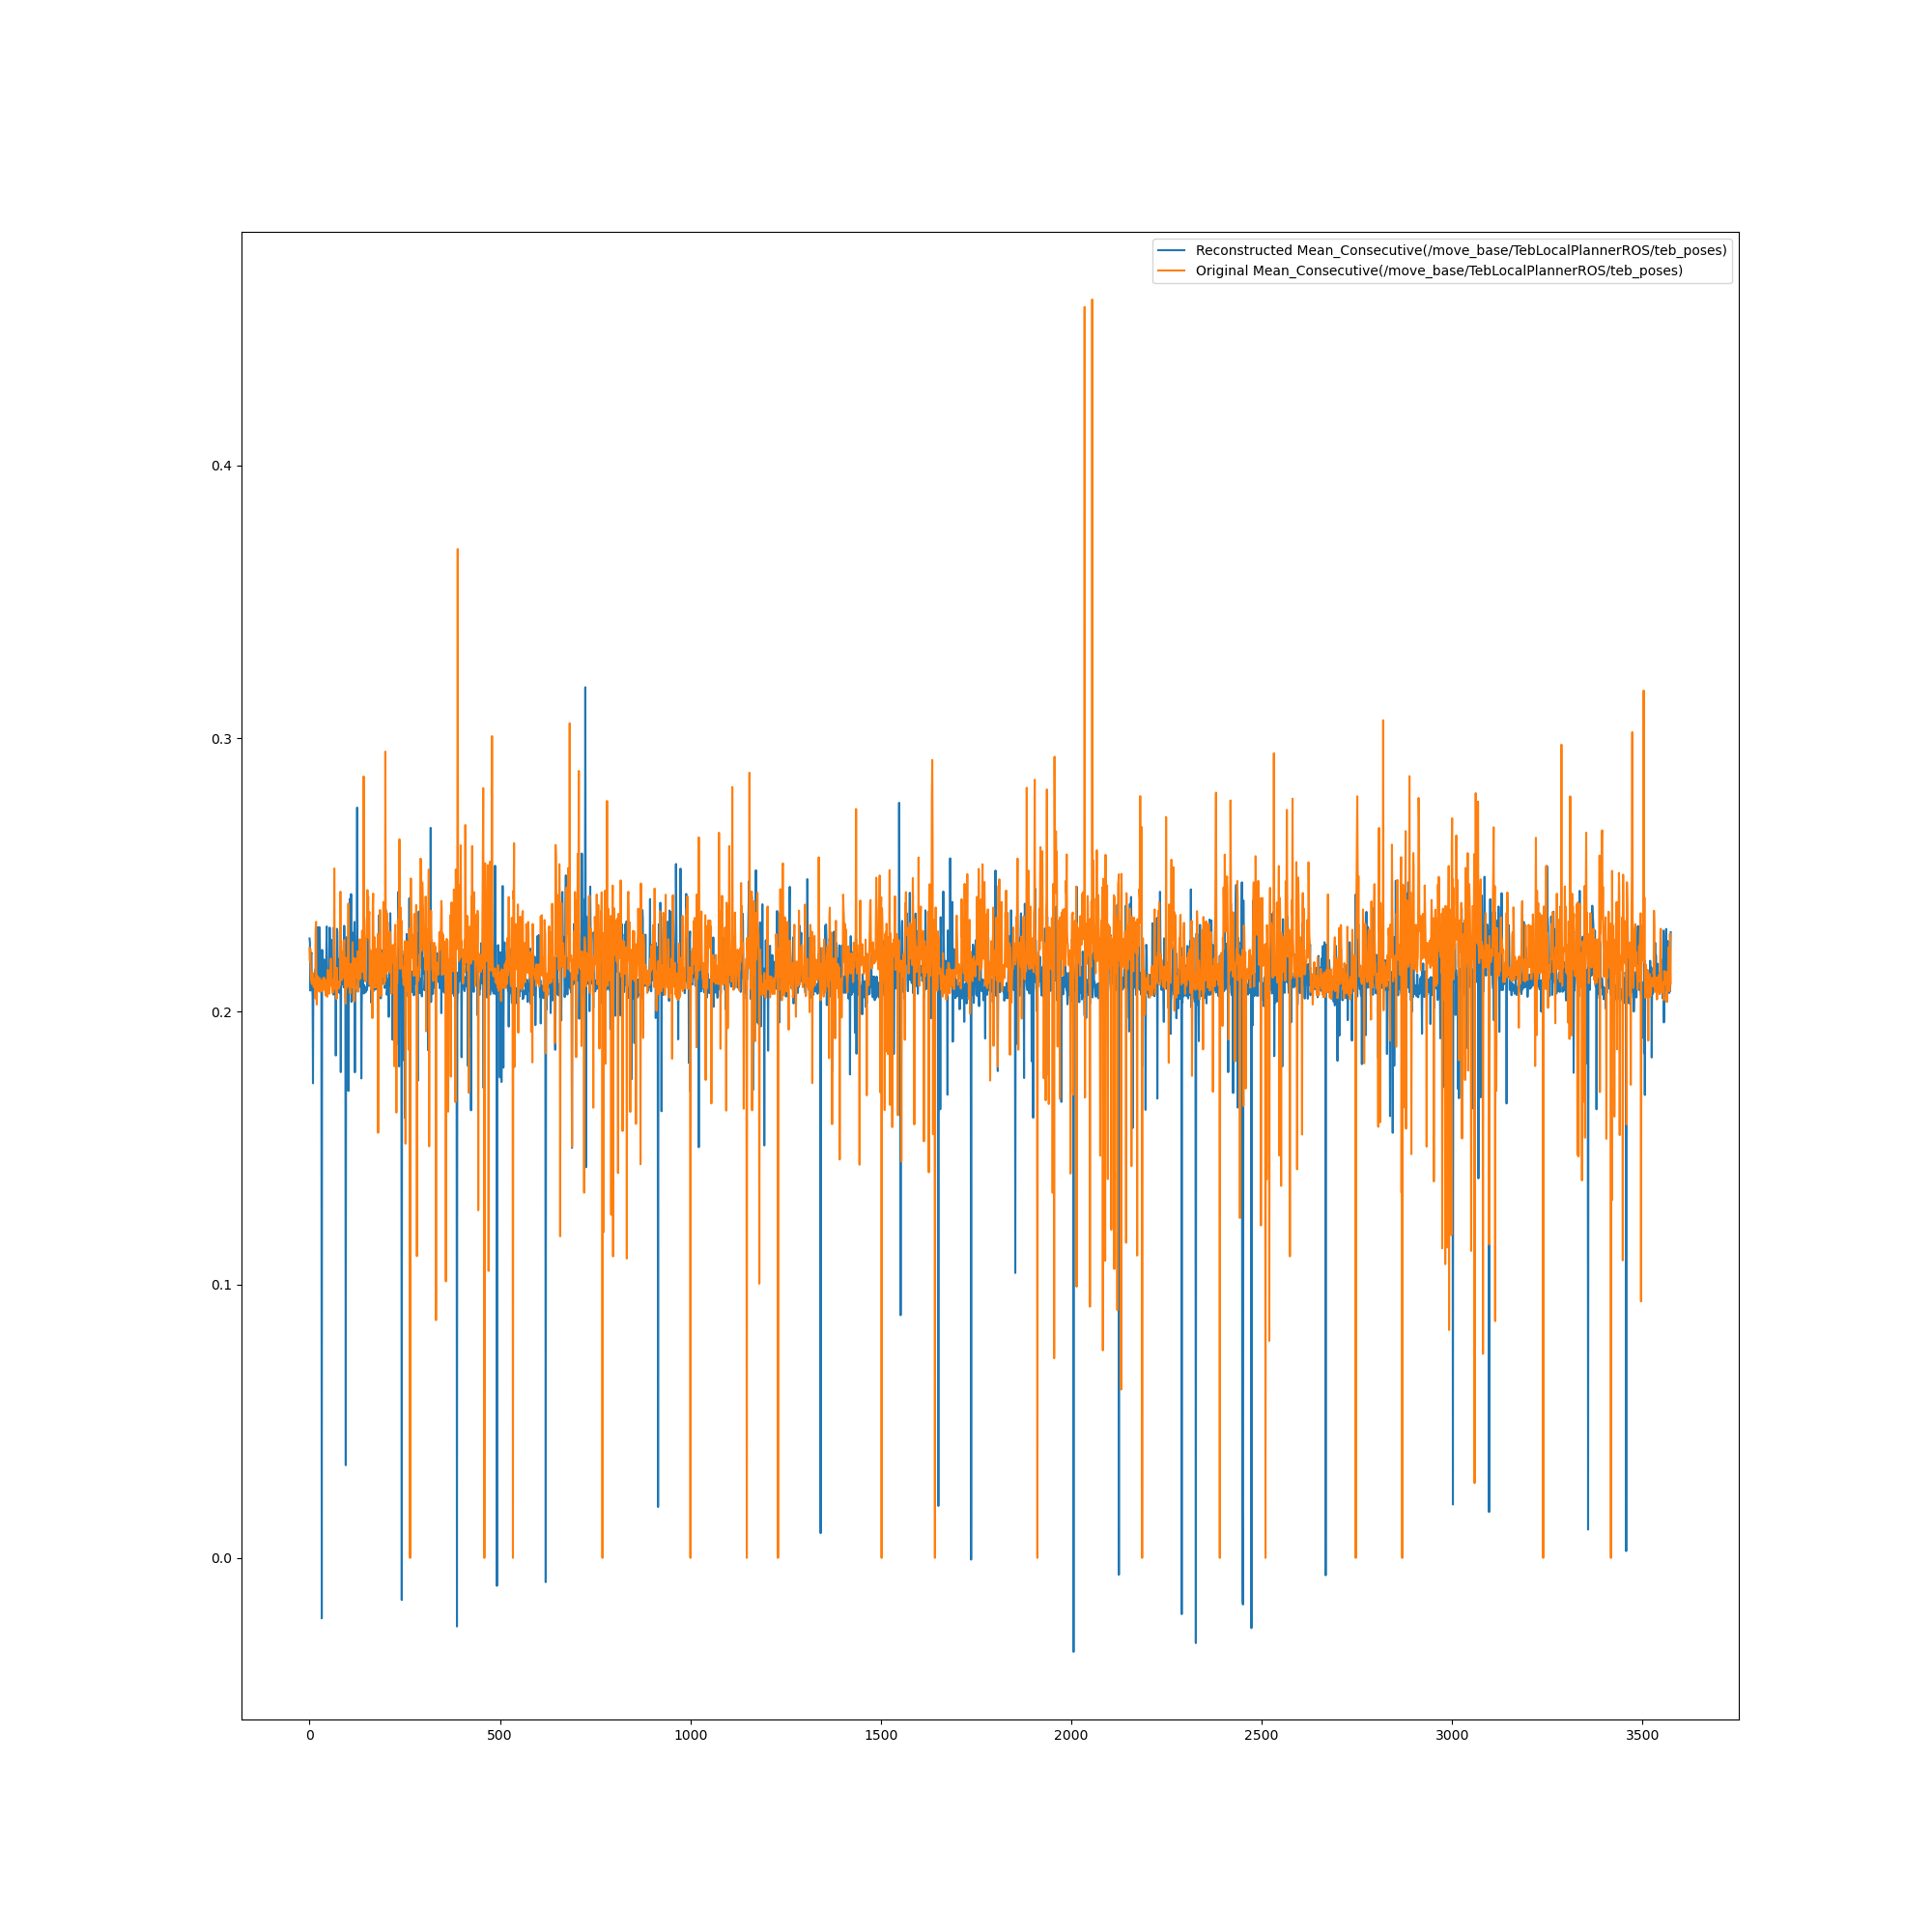 Reconstructed Mean_Consecutive(/move_base/TebLocalPlannerROS/teb_poses)
Original Mean_Consecutive(/move_base/TebLocalPlannerROS/teb_poses)
0.4
0.3
0.2
0.1
0.0
0 500 1000 1500 2000 2500 3000 3500